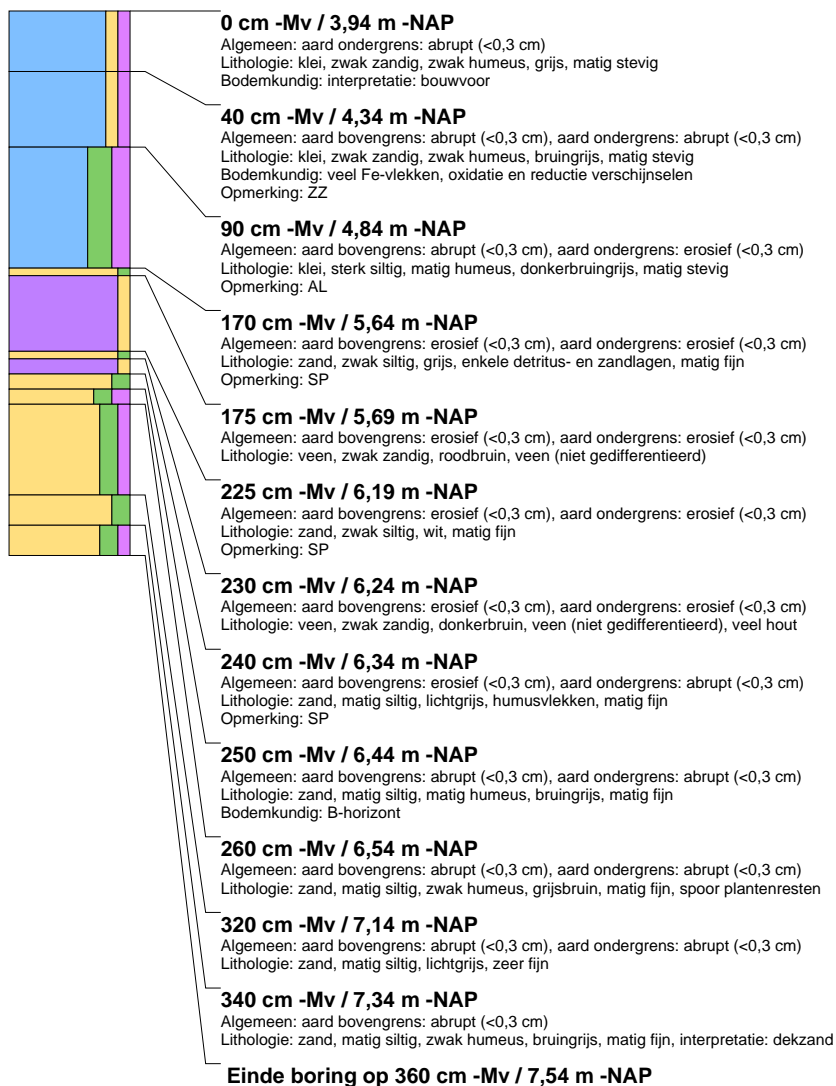 0 cm -Mv / 3,94 m -NAP
Algemeen: aard ondergrens: abrupt (<0,3 cm)
Lithologie: klei, zwak zandig, zwak humeus, grijs, matig stevig
Bodemkundig: interpretatie: bouwvoor
40 cm -Mv / 4,34 m -NAP
Algemeen: aard bovengrens: abrupt (<0,3 cm), aard ondergrens: abrupt (<0,3 cm)
Lithologie: klei, zwak zandig, zwak humeus, bruingrijs, matig stevig
Bodemkundig: veel Fe-vlekken, oxidatie en reductie verschijnselen
Opmerking: ZZ
90 cm -Mv / 4,84 m -NAP
Algemeen: aard bovengrens: abrupt (<0,3 cm), aard ondergrens: erosief (<0,3 cm)
Lithologie: klei, sterk siltig, matig humeus, donkerbruingrijs, matig stevig
Opmerking: AL
170 cm -Mv / 5,64 m -NAP
Algemeen: aard bovengrens: erosief (<0,3 cm), aard ondergrens: erosief (<0,3 cm)
Lithologie: zand, zwak siltig, grijs, enkele detritus- en zandlagen, matig fijn
Opmerking: SP
175 cm -Mv / 5,69 m -NAP
Algemeen: aard bovengrens: erosief (<0,3 cm), aard ondergrens: erosief (<0,3 cm)
Lithologie: veen, zwak zandig, roodbruin, veen (niet gedifferentieerd)
225 cm -Mv / 6,19 m -NAP
Algemeen: aard bovengrens: erosief (<0,3 cm), aard ondergrens: erosief (<0,3 cm)
Lithologie: zand, zwak siltig, wit, matig fijn
Opmerking: SP
230 cm -Mv / 6,24 m -NAP
Algemeen: aard bovengrens: erosief (<0,3 cm), aard ondergrens: erosief (<0,3 cm)
Lithologie: veen, zwak zandig, donkerbruin, veen (niet gedifferentieerd), veel hout
240 cm -Mv / 6,34 m -NAP
Algemeen: aard bovengrens: erosief (<0,3 cm), aard ondergrens: abrupt (<0,3 cm)
Lithologie: zand, matig siltig, lichtgrijs, humusvlekken, matig fijn
Opmerking: SP
250 cm -Mv / 6,44 m -NAP
Algemeen: aard bovengrens: abrupt (<0,3 cm), aard ondergrens: abrupt (<0,3 cm)
Lithologie: zand, matig siltig, matig humeus, bruingrijs, matig fijn
Bodemkundig: B-horizont
260 cm -Mv / 6,54 m -NAP
Algemeen: aard bovengrens: abrupt (<0,3 cm), aard ondergrens: abrupt (<0,3 cm)
Lithologie: zand, matig siltig, zwak humeus, grijsbruin, matig fijn, spoor plantenresten
320 cm -Mv / 7,14 m -NAP
Algemeen: aard bovengrens: abrupt (<0,3 cm), aard ondergrens: abrupt (<0,3 cm)
Lithologie: zand, matig siltig, lichtgrijs, zeer fijn
340 cm -Mv / 7,34 m -NAP
Algemeen: aard bovengrens: abrupt (<0,3 cm)
Lithologie: zand, matig siltig, zwak humeus, bruingrijs, matig fijn, interpretatie: dekzand
Einde boring op 360 cm -Mv / 7,54 m -NAP